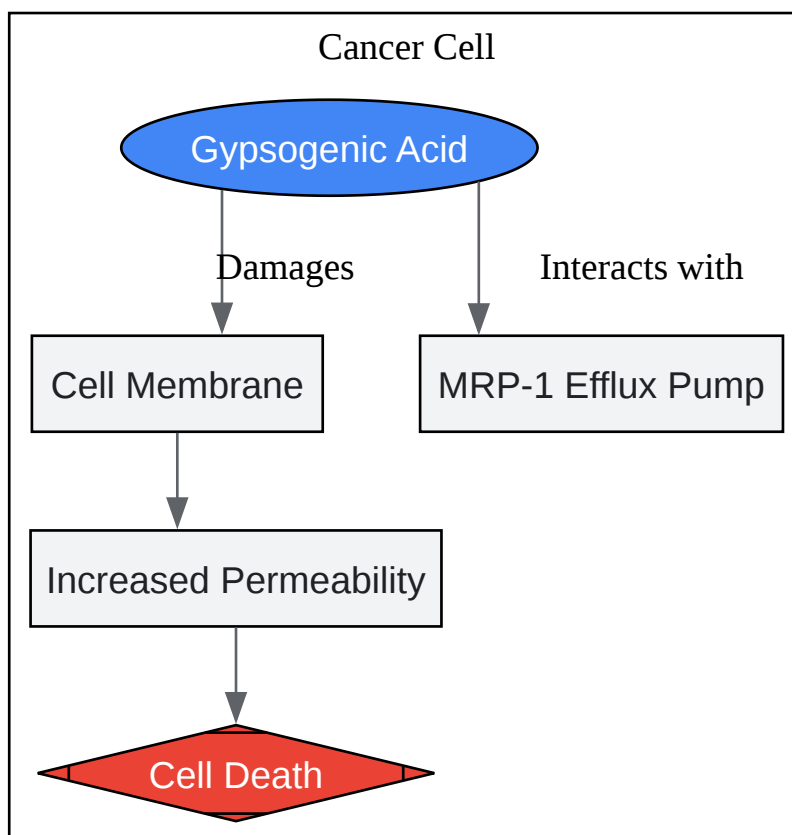 Cancer Cell
Gypsogenic Acid
Damages
Interacts with
Cell Membrane
MRP-1 Efflux Pump
Increased Permeability
Cell Death